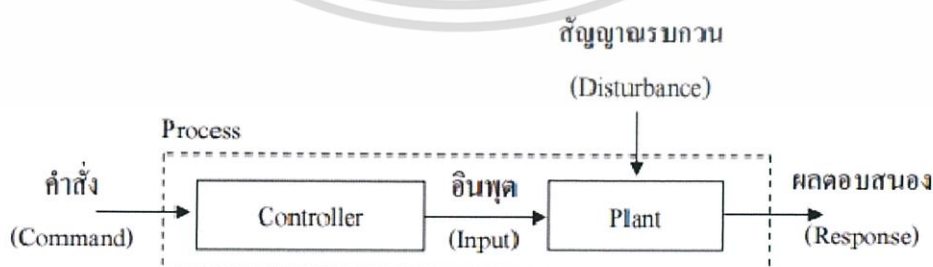 สัญญาณรบกวน
(Disturbance)
Process
คำสั่ง
(Command)
Controller
อินพุต
(Input)
Plant
ผลตอบสนอง
(Response)